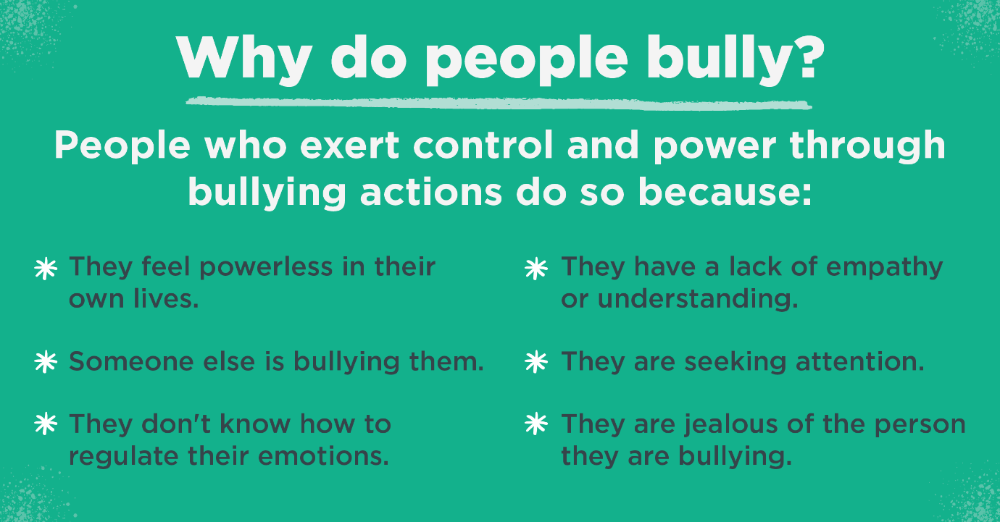 Why do people bully?
People who exert control and power through
bullying actions do so because:
They feel powerless in their
own lives.
Someone else is bullying them.
They don't know how to
regulate their emotions.
They have a lack of empathy
or understanding.
They are seeking attention.
They are jealous of the person
they are bullying.